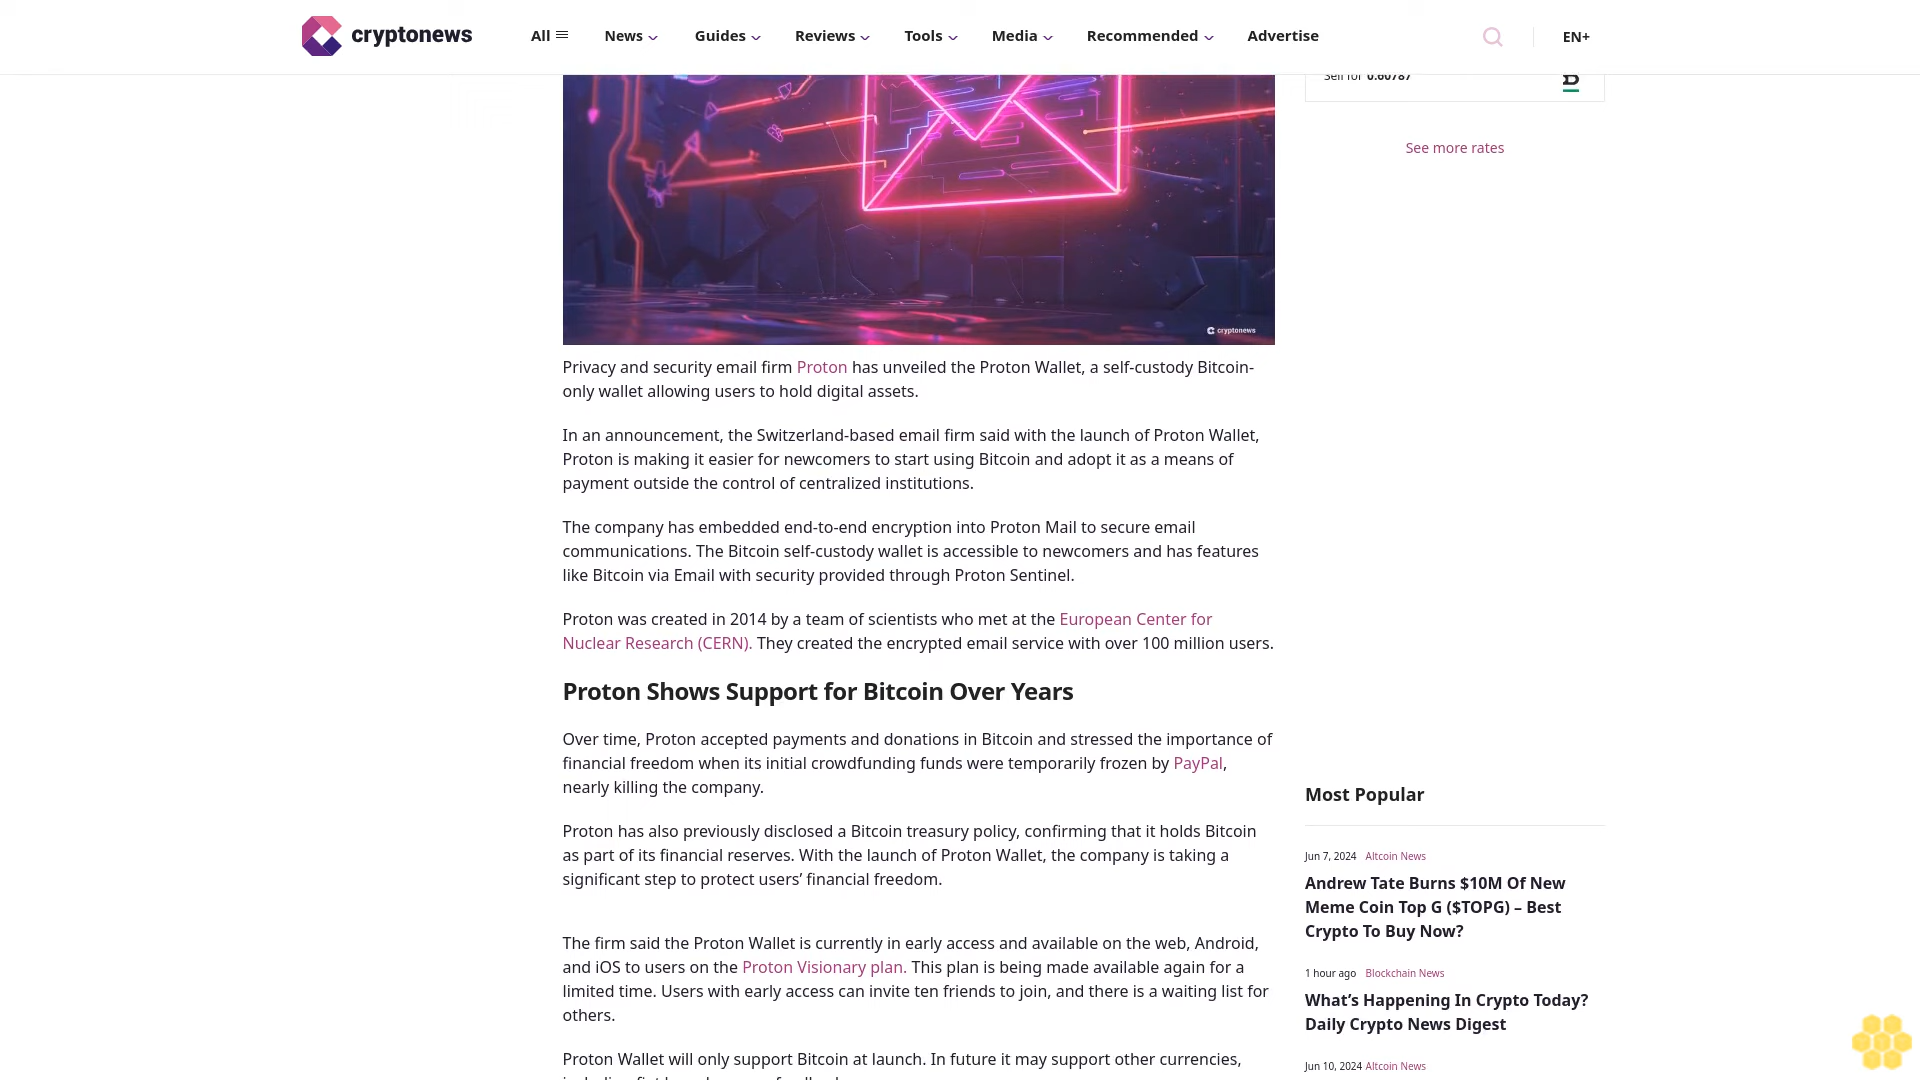 cryptonews
All
News
Guides
Reviews
Tools
Media
Recommended
Advertise
EN+
Sell for 0.60787
See more rates
cryptonews
Privacy and security email firm Proton has unveiled the Proton Wallet, a self-custody Bitcoin-
only wallet allowing users to hold digital assets.
In an announcement, the Switzerland-based email firm said with the launch of Proton Wallet,
Proton is making it easier for newcomers to start using Bitcoin and adopt it as a means of
payment outside the control of centralized institutions.
The company has embedded end-to-end encryption into Proton Mail to secure email
communications. The Bitcoin self-custody wallet is accessible to newcomers and has features
like Bitcoin via Email with security provided through Proton Sentinel.
Proton was created in 2014 by a team of scientists who met at the European Center for
Nuclear Research (CERN). They created the encrypted email service with over 100 million users.
Proton Shows Support for Bitcoin Over Years
Over time, Proton accepted payments and donations in Bitcoin and stressed the importance of
financial freedom when its initial crowdfunding funds were temporarily frozen by PayPal,
nearly killing the company.
Proton has also previously disclosed a Bitcoin treasury policy, confirming that it holds Bitcoin
as part of its financial reserves. With the launch of Proton Wallet, the company is taking a
significant step to protect users’ financial freedom.
The firm said the Proton Wallet is currently in early access and available on the web, Android,
and iOS to users on the Proton Visionary plan. This plan is being made available again for a
limited time. Users with early access can invite ten friends to join, and there is a waiting list for
others.
Proton Wallet will only support Bitcoin at launch. In future it may support other currencies,
Most Popular
Jun 7, 2024 Altcoin News
Andrew Tate Burns $10M Of New
Meme Coin Top G ($TOPG) – Best
Crypto To Buy Now?
1 hour ago Blockchain News
What’s Happening In Crypto Today?
Daily Crypto News Digest
Jun 10, 2024 Altcoin News